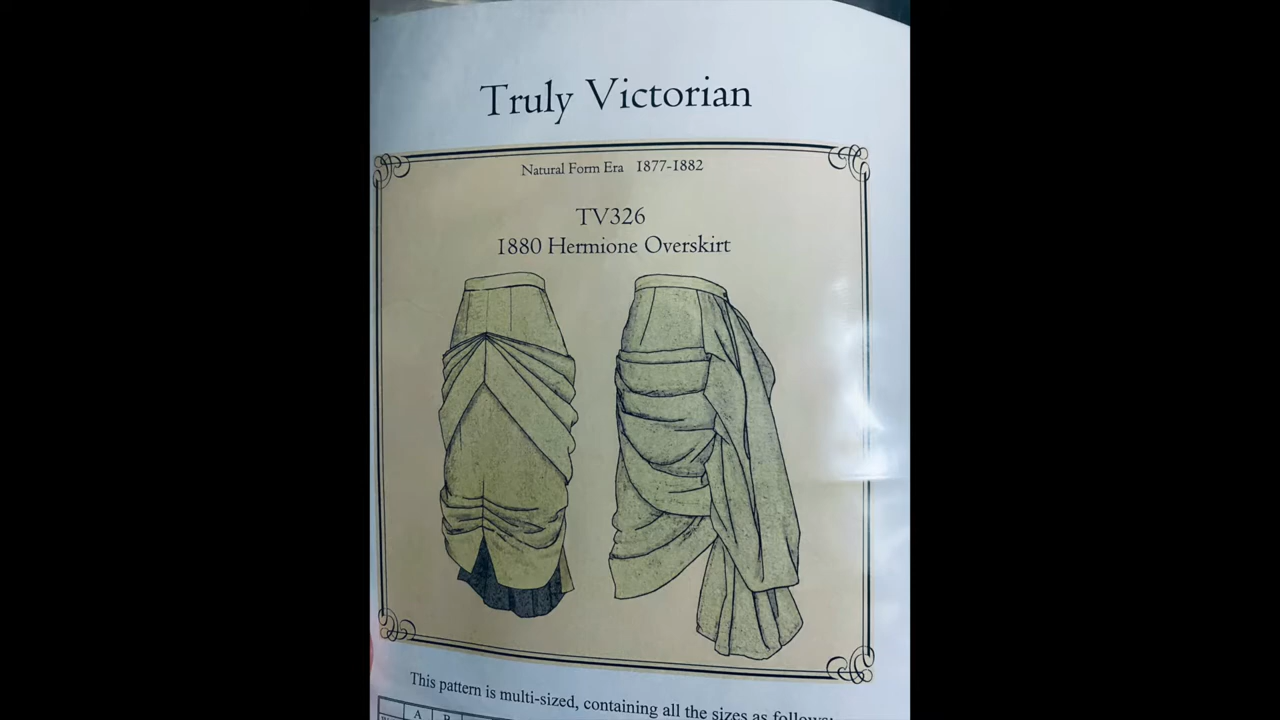 Truly Victorian
Natural Form Era 1877-1882
TV326
1880 Hermione Overskirt
This pattern is multi-sized, containing all the sizes as follows:
A B